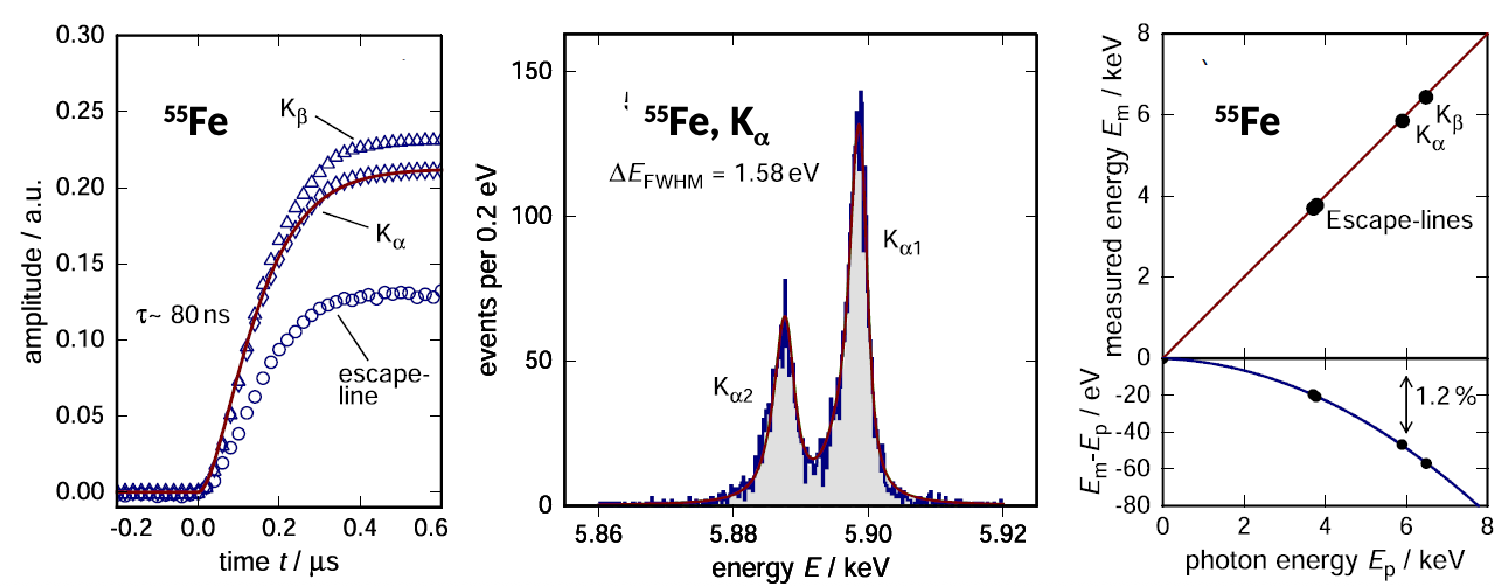 0.30
0.25
0.20
0.15
0.10
0.05
0.00
amplitude / a.u.
⁵⁵Fe
Kβ
Kα
τ~ 80 ns
escape-
line
-0.2 0.0 0.2 0.4 0.6
time t / μs
150
100
50
0
events per 0.2 eV
⁵⁵Fe, Kα
ΔE_FWHM = 1.58 eV
Kα1
Kα2
5.86 5.88 5.90 5.92
energy E / keV
8
6
4
2
0
measured energy Eₘ / keV
⁵⁵Fe
Kβ
Kα
Escape-lines
-20
-40
-60
-80
Eₘ-Eₚ / eV
1.2 %
0 2 4 6 8
photon energy Eₚ / keV